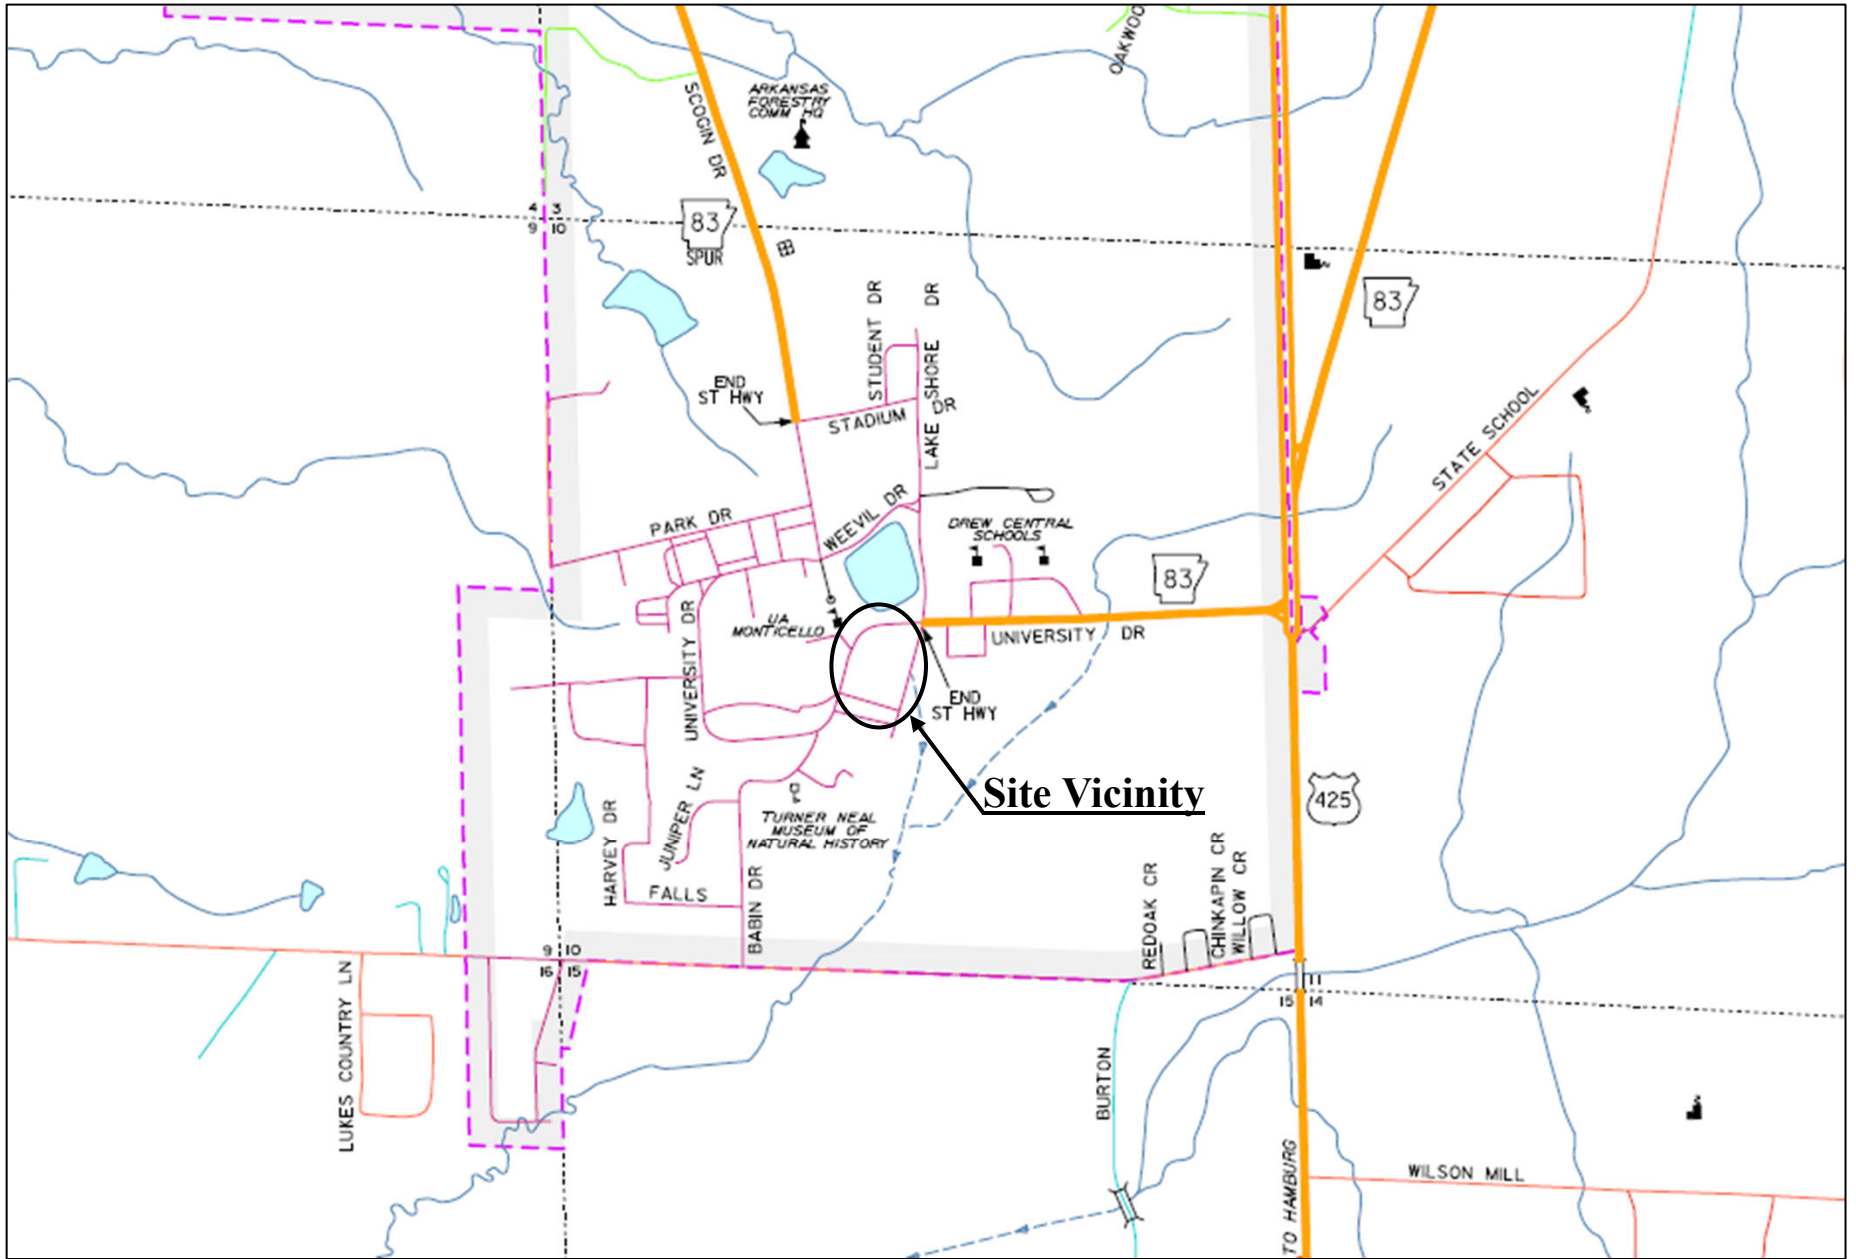 OAKWOO
ARKANSAS
FORESTRY
COMM HQ
SCOGIN DR
4 3
9 10
83
SPUR
83
STUDENT DR
LAKE SHORE DR
END
ST HWY
STADIUM DR
STATE SCHOOL
PARK DR
WEEVIL DR
DREW CENTRAL
SCHOOLS
83
UA
MONTICELLO
UNIVERSITY DR
UNIVERSITY DR
END
ST HWY
Site Vicinity
425
JUNIPER LN
HARVEY DR
TURNER NEAL
MUSEUM OF
NATURAL HISTORY
FALLS
BABIN DR
REDOAK CR
CHINKAPIN CR
WILLOW CR
9 10
16 15
11
15 14
LUKES COUNTRY LN
BURTON
TO HAMBURG
WILSON MILL